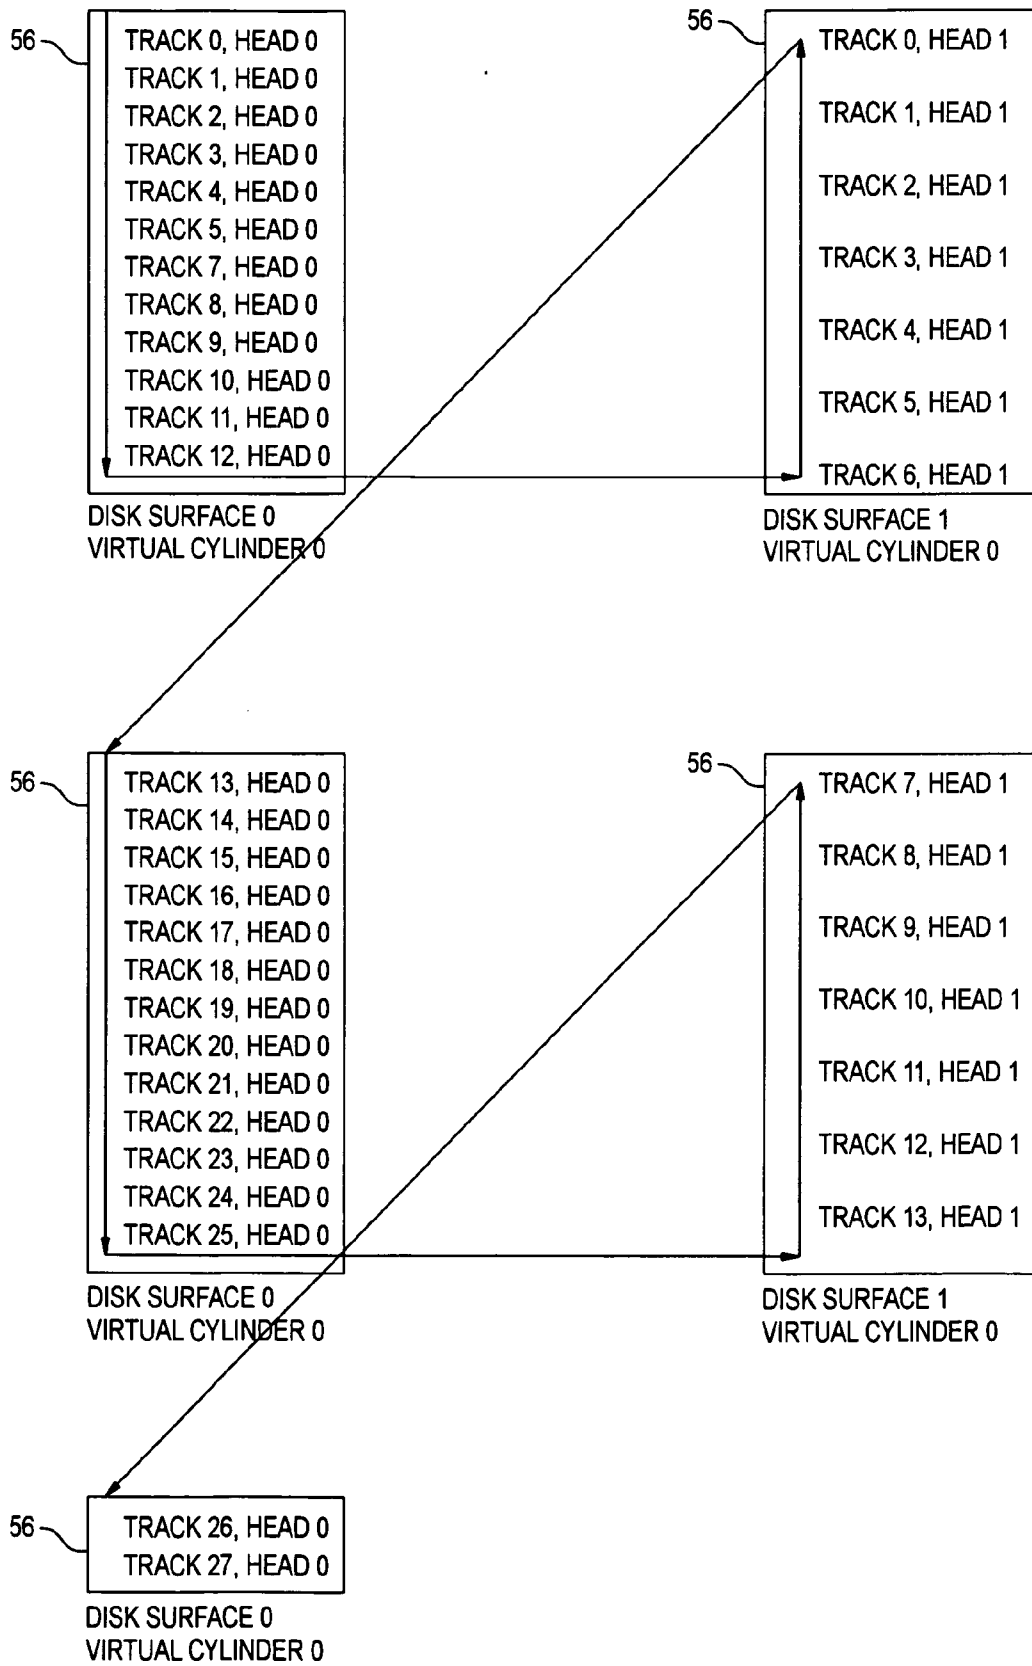 56
TRACK 0, HEAD 0
TRACK 1, HEAD 0
TRACK 2, HEAD 0
TRACK 3, HEAD 0
TRACK 4, HEAD 0
TRACK 5, HEAD 0
TRACK 7, HEAD 0
TRACK 8, HEAD 0
TRACK 9, HEAD 0
TRACK 10, HEAD 0
TRACK 11, HEAD 0
TRACK 12, HEAD 0
DISK SURFACE 0
VIRTUAL CYLINDER 0
56
TRACK 0, HEAD 1
TRACK 1, HEAD 1
TRACK 2, HEAD 1
TRACK 3, HEAD 1
TRACK 4, HEAD 1
TRACK 5, HEAD 1
TRACK 6, HEAD 1
DISK SURFACE 1
VIRTUAL CYLINDER 0
56
TRACK 13, HEAD 0
TRACK 14, HEAD 0
TRACK 15, HEAD 0
TRACK 16, HEAD 0
TRACK 17, HEAD 0
TRACK 18, HEAD 0
TRACK 19, HEAD 0
TRACK 20, HEAD 0
TRACK 21, HEAD 0
TRACK 22, HEAD 0
TRACK 23, HEAD 0
TRACK 24, HEAD 0
TRACK 25, HEAD 0
DISK SURFACE 0
VIRTUAL CYLINDER 0
56
TRACK 7, HEAD 1
TRACK 8, HEAD 1
TRACK 9, HEAD 1
TRACK 10, HEAD 1
TRACK 11, HEAD 1
TRACK 12, HEAD 1
TRACK 13, HEAD 1
DISK SURFACE 1
VIRTUAL CYLINDER 0
56
TRACK 26, HEAD 0
TRACK 27, HEAD 0
DISK SURFACE 0
VIRTUAL CYLINDER 0